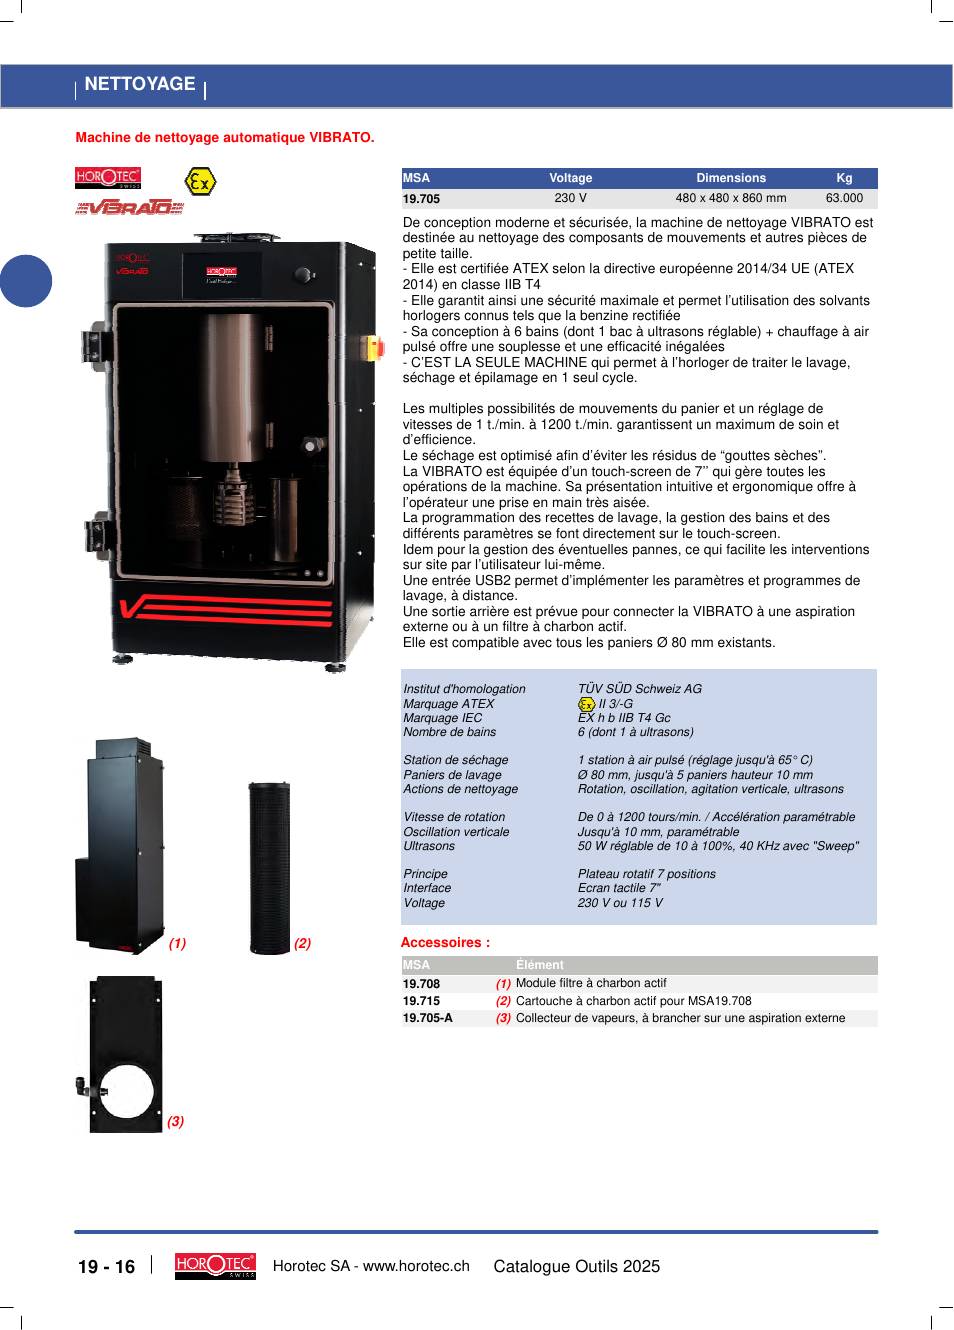 NETTOYAGE
Machine de nettoyage automatique VIBRATO.
HOROTEC®
SWISS
Ex
VIBRATO
MSA Voltage Dimensions Kg
19.705 230 V 480 x 480 x 860 mm 63.000
De conception moderne et sécurisée, la machine de nettoyage VIBRATO est
destinée au nettoyage des composants de mouvements et autres pièces de
petite taille.
- Elle est certifiée ATEX selon la directive européenne 2014/34 UE (ATEX
2014) en classe IIB T4
- Elle garantit ainsi une sécurité maximale et permet l’utilisation des solvants
horlogers connus tels que la benzine rectifiée
- Sa conception à 6 bains (dont 1 bac à ultrasons réglable) + chauffage à air
pulsé offre une souplesse et une efficacité inégalées
- C’EST LA SEULE MACHINE qui permet à l’horloger de traiter le lavage,
séchage et épilamage en 1 seul cycle.
Les multiples possibilités de mouvements du panier et un réglage de
vitesses de 1 t./min. à 1200 t./min. garantissent un maximum de soin et
d’efficience.
Le séchage est optimisé afin d’éviter les résidus de “gouttes sèches”.
La VIBRATO est équipée d’un touch-screen de 7’’ qui gère toutes les
opérations de la machine. Sa présentation intuitive et ergonomique offre à
l’opérateur une prise en main très aisée.
La programmation des recettes de lavage, la gestion des bains et des
différents paramètres se font directement sur le touch-screen.
Idem pour la gestion des éventuelles pannes, ce qui facilite les interventions
sur site par l’utilisateur lui-même.
Une entrée USB2 permet d’implémenter les paramètres et programmes de
lavage, à distance.
Une sortie arrière est prévue pour connecter la VIBRATO à une aspiration
externe ou à un filtre à charbon actif.
Elle est compatible avec tous les paniers Ø 80 mm existants.
HOROTEC
VIBRATO
HOROTEC
Institut d'homologation TÜV SÜD Schweiz AG
Marquage ATEX Ex II 3/-G
Marquage IEC EX h b IIB T4 Gc
Nombre de bains 6 (dont 1 à ultrasons)
Station de séchage 1 station à air pulsé (réglage jusqu'à 65° C)
Paniers de lavage Ø 80 mm, jusqu'à 5 paniers hauteur 10 mm
Actions de nettoyage Rotation, oscillation, agitation verticale, ultrasons
Vitesse de rotation De 0 à 1200 tours/min. / Accélération paramétrable
Oscillation verticale Jusqu'à 10 mm, paramétrable
Ultrasons 50 W réglable de 10 à 100%, 40 KHz avec "Sweep"
Principe Plateau rotatif 7 positions
Interface Ecran tactile 7"
Voltage 230 V ou 115 V
(1)
(2)
(3)
Accessoires :
MSA Élément
19.708 (1) Module filtre à charbon actif
19.715 (2) Cartouche à charbon actif pour MSA19.708
19.705-A (3) Collecteur de vapeurs, à brancher sur une aspiration externe
19 - 16
HOROTEC®
SWISS
Horotec SA - www.horotec.ch Catalogue Outils 2025